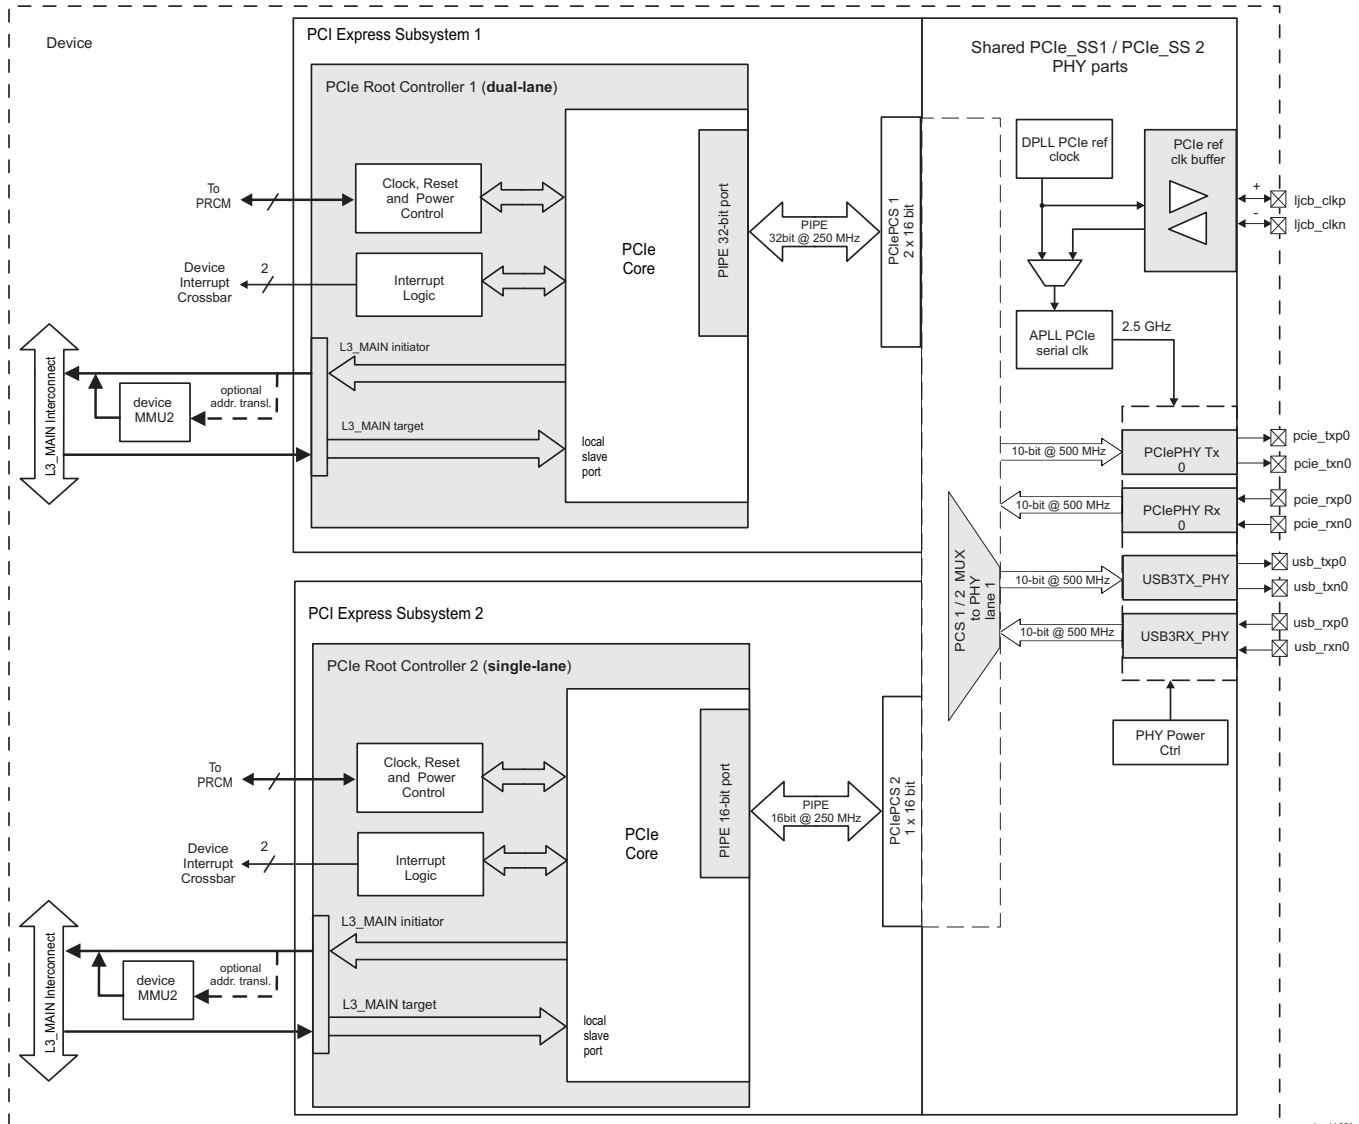 Device
PCI Express Subsystem 1
PCIe Root Controller 1 (dual-lane)
To
PRCM
Clock, Reset
and Power
Control
Device
Interrupt
Crossbar
2
Interrupt
Logic
PCIe
Core
PIPE 32-bit port
PIPE
32bit @ 250 MHz
PCIePCS 1
2 x 16 bit
L3_MAIN Interconnect
device
MMU2
optional
addr. transl.
L3_MAIN initiator
L3_MAIN target
local
slave
port
PCI Express Subsystem 2
PCIe Root Controller 2 (single-lane)
To
PRCM
Clock, Reset
and Power
Control
Device
Interrupt
Crossbar
2
Interrupt
Logic
PCIe
Core
PIPE 16-bit port
PIPE
16bit @ 250 MHz
PCIePCS 2
1 x 16 bit
L3_MAIN Interconnect
device
MMU2
optional
addr. transl.
L3_MAIN initiator
L3_MAIN target
local
slave
port
Shared PCIe_SS1 / PCIe_SS 2
PHY parts
DPLL PCIe ref
clock
PCIe ref
clk buffer
+
-
ljcb_clkp
ljcb_clkn
APLL PCIe
serial clk
2.5 GHz
PCS 1 / 2 MUX
to PHY
lane 1
10-bit @ 500 MHz
PCIePHY Tx
0
pcie_txp0
pcie_txn0
10-bit @ 500 MHz
PCIePHY Rx
0
pcie_rxp0
pcie_rxn0
10-bit @ 500 MHz
USB3TX_PHY
usb_txp0
usb_txn0
10-bit @ 500 MHz
USB3RX_PHY
usb_rxp0
usb_rxn0
PHY Power
Ctrl